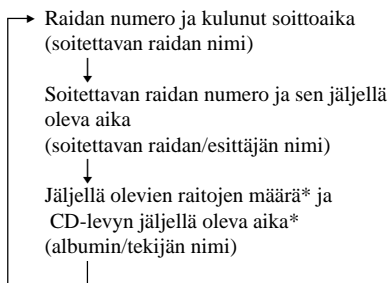 Raidan numero ja kulunut soittoaika
(soitettavan raidan nimi)
Soitettavan raidan numero ja sen jäljellä
oleva aika
(soitettavan raidan/esittäjän nimi)
Jäljellä olevien raitojen määrä* ja
CD-levyn jäljellä oleva aika*
(albumin/tekijän nimi)